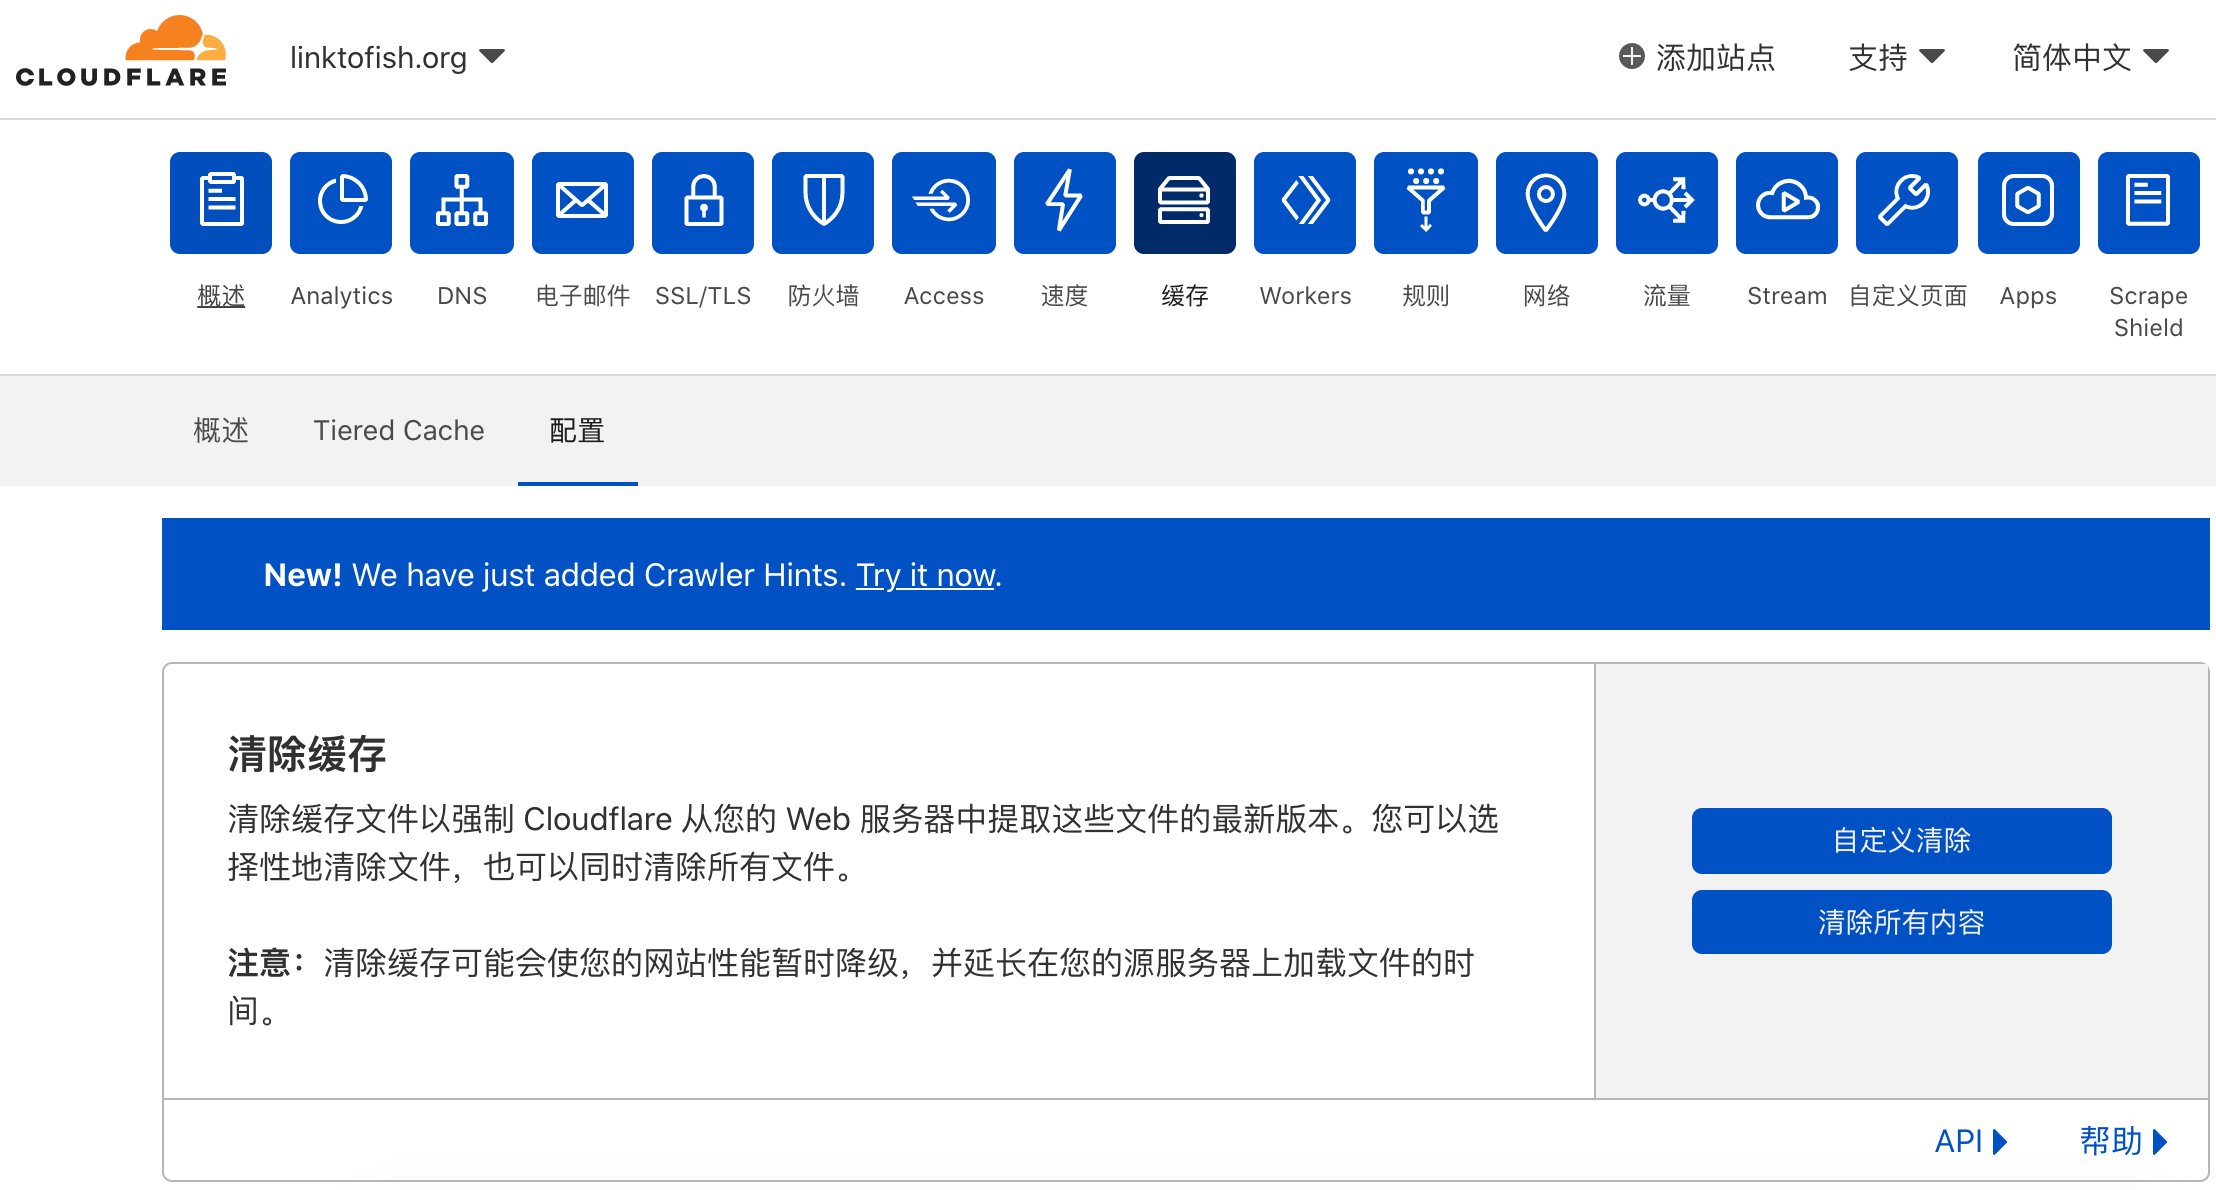 CLOUDFLARE
linktofish.org
添加站点
支持
简体中文
概述
Analytics
DNS
电子邮件
SSL/TLS
防火墙
Access
速度
缓存
Workers
规则
网络
流量
Stream
自定义页面
Apps
Scrape
Shield
概述
Tiered Cache
配置
New! We have just added Crawler Hints. Try it now.
清除缓存
清除缓存文件以强制 Cloudflare 从您的 Web 服务器中提取这些文件的最新版本。您可以选
择性地清除文件，也可以同时清除所有文件。
注意：清除缓存可能会使您的网站性能暂时降级，并延长在您的源服务器上加载文件的时
间。
自定义清除
清除所有内容
API
帮助